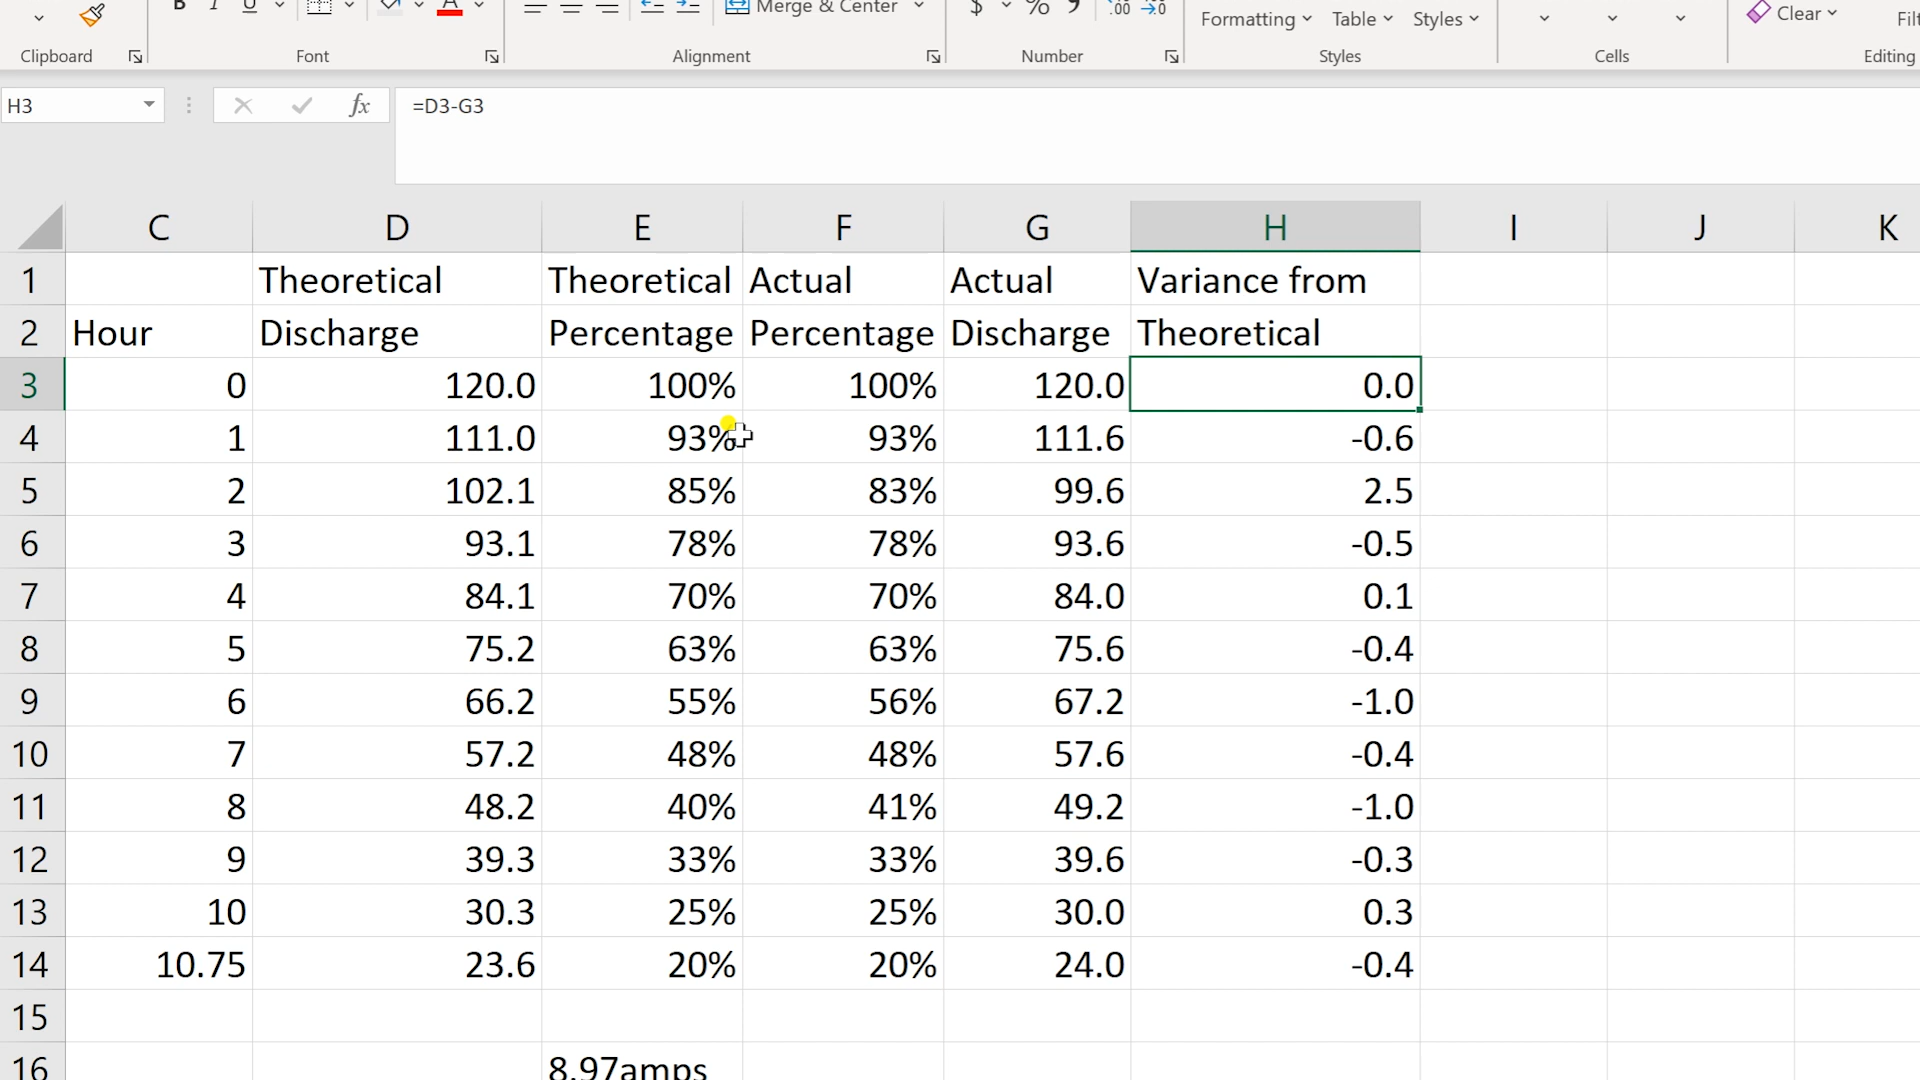 B I U A Merge & Center $ % 9 .00 →.0
Formatting Table Styles Clear
Clipboard Font Alignment Number Styles Cells Editing
H3 fx =D3-G3
C D E F G H I J K
1 Theoretical Theoretical Actual Actual Variance from
2 Hour Discharge Percentage Percentage Discharge Theoretical
3 0 120.0 100% 100% 120.0 0.0
4 1 111.0 93% 93% 111.6 -0.6
5 2 102.1 85% 83% 99.6 2.5
6 3 93.1 78% 78% 93.6 -0.5
7 4 84.1 70% 70% 84.0 0.1
8 5 75.2 63% 63% 75.6 -0.4
9 6 66.2 55% 56% 67.2 -1.0
10 7 57.2 48% 48% 57.6 -0.4
11 8 48.2 40% 41% 49.2 -1.0
12 9 39.3 33% 33% 39.6 -0.3
13 10 30.3 25% 25% 30.0 0.3
14 10.75 23.6 20% 20% 24.0 -0.4
15
16 8.97amps